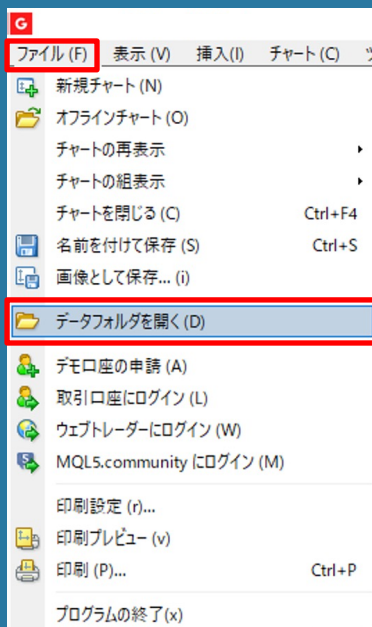 G
ファイル (F) 表示 (V) 挿入(I) チャート (C)
新規チャート (N)
オフラインチャート (O)
チャートの再表示
チャートの組表示
チャートを閉じる (C) Ctrl+F4
名前を付けて保存 (S) Ctrl+S
画像として保存... (i)
データフォルダを開く (D)
デモ口座の申請 (A)
取引口座にログイン (L)
ウェブトレーダーにログイン (W)
MQL5.community にログイン (M)
印刷設定 (r)...
印刷プレビュー (v)
印刷 (P)... Ctrl+P
プログラムの終了(x)